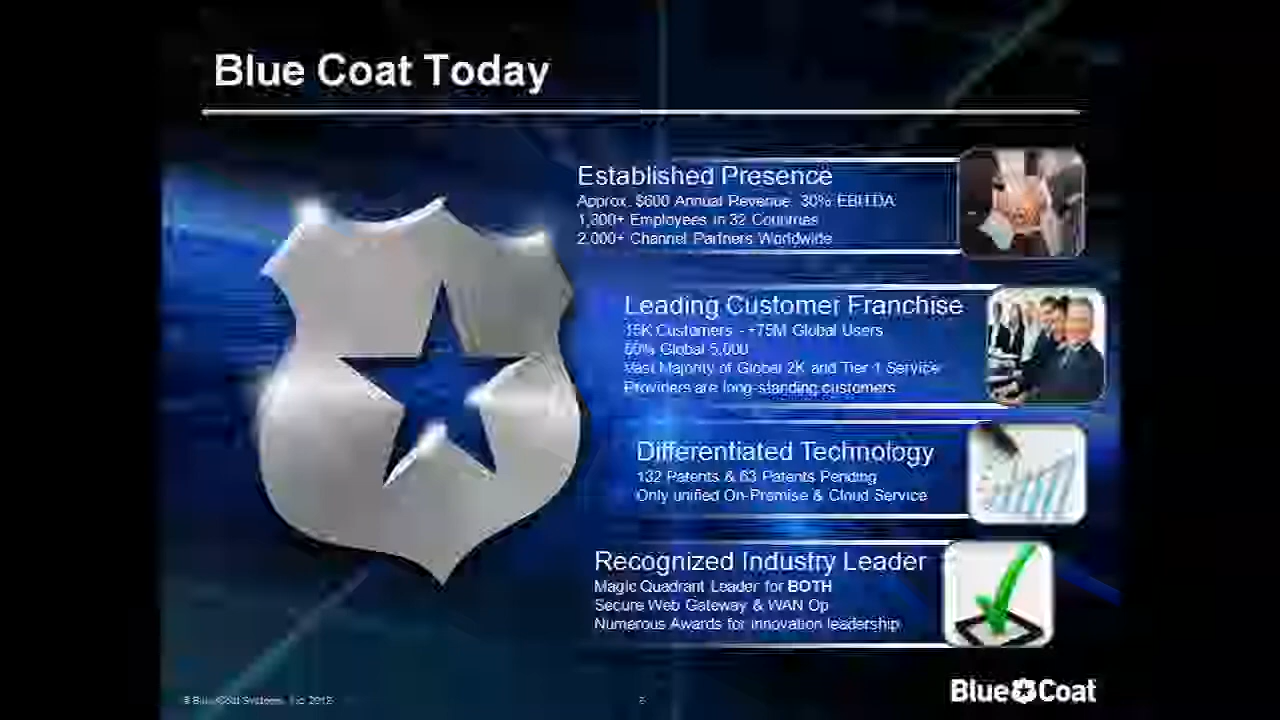 Blue Coat Today
Established Presence
Approx. $600 Annual Revenue 30% EBITDA
1,300+ Employees in 32 Countries
2,000+ Channel Partners Worldwide
Leading Customer Franchise
15K Customers - +75M Global Users
Global 5,000
Vast Majority of Global 2K and Tier 1 Service
Providers are long-standing customers
Differentiated Technology
132 Patents & 63 Patents Pending
Only unified On-Premise & Cloud Service
Recognized Industry Leader
Magic Quadrant Leader for BOTH
Secure Web Gateway & WAN Op
Numerous Awards for innovation leadership
Blue Coat Systems, Inc.
Blue Coat